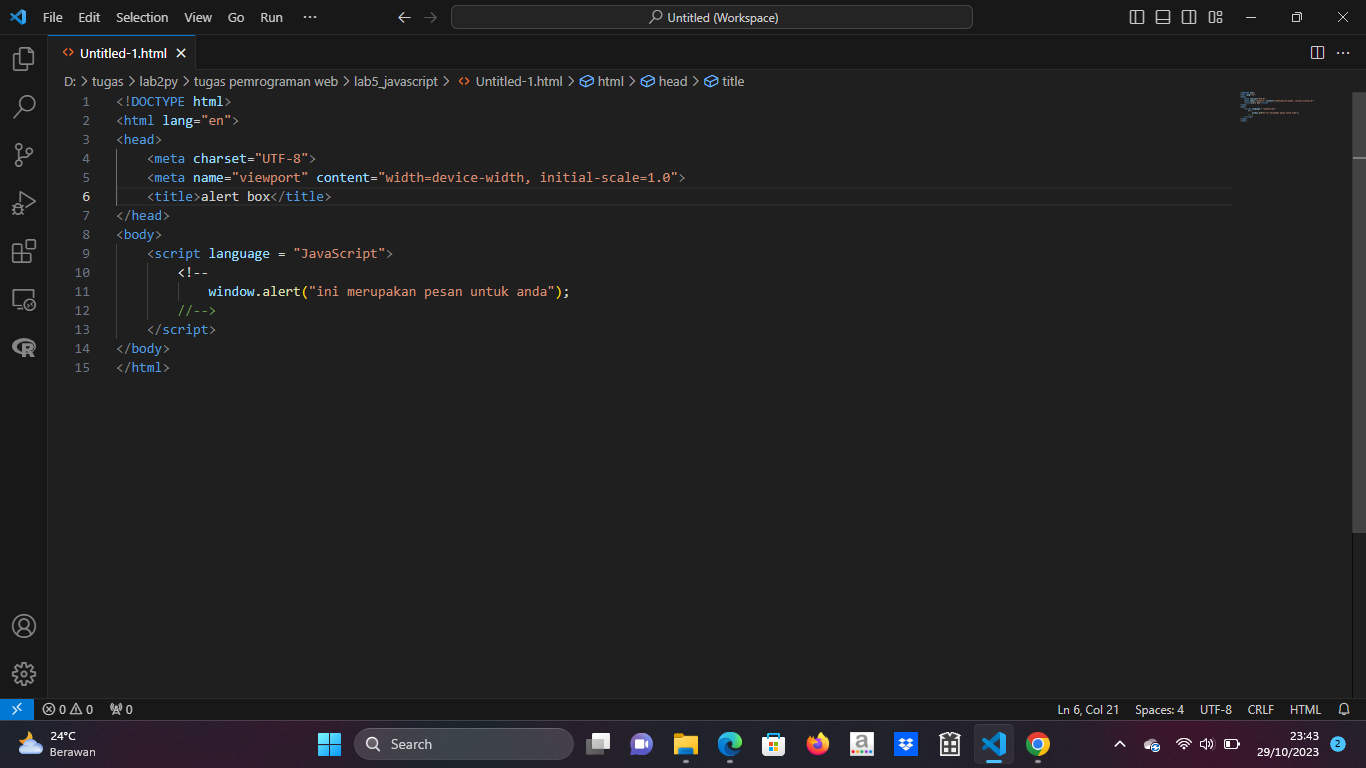 File Edit Selection View Go Run ···
Untitled (Workspace)
Untitled-1.html
D: > tugas > lab2py > tugas pemrograman web > lab5_javascript > Untitled-1.html > html > head > title
1 <!DOCTYPE html>
2 <html lang="en">
3 <head>
4     <meta charset="UTF-8">
5     <meta name="viewport" content="width=device-width, initial-scale=1.0">
6     <title>alert box</title>
7 </head>
8 <body>
9     <script language = "JavaScript">
10         <!--
11             window.alert("ini merupakan pesan untuk anda");
12         //-->
13     </script>
14 </body>
15 </html>
0 0 0
Ln 6, Col 21 Spaces: 4 UTF-8 CRLF HTML
24°C
Berawan
Search
23:43
29/10/2023
2